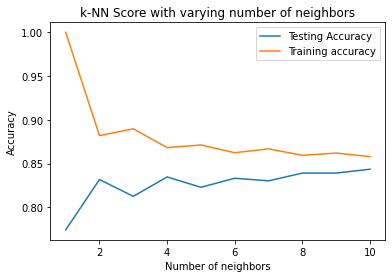 k-NN Score with varying number of neighbors
Testing Accuracy
Training accuracy
Accuracy
1.00
0.95
0.90
0.85
0.80
2 4 6 8 10
Number of neighbors